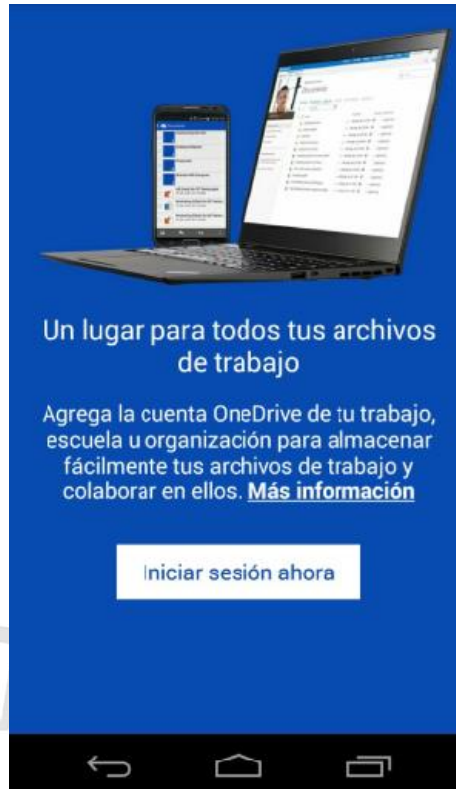 Un lugar para todos tus archivos
de trabajo
Agrega la cuenta OneDrive de tu trabajo,
escuela u organización para almacenar
fácilmente tus archivos de trabajo y
colaborar en ellos. Más información
Iniciar sesión ahora